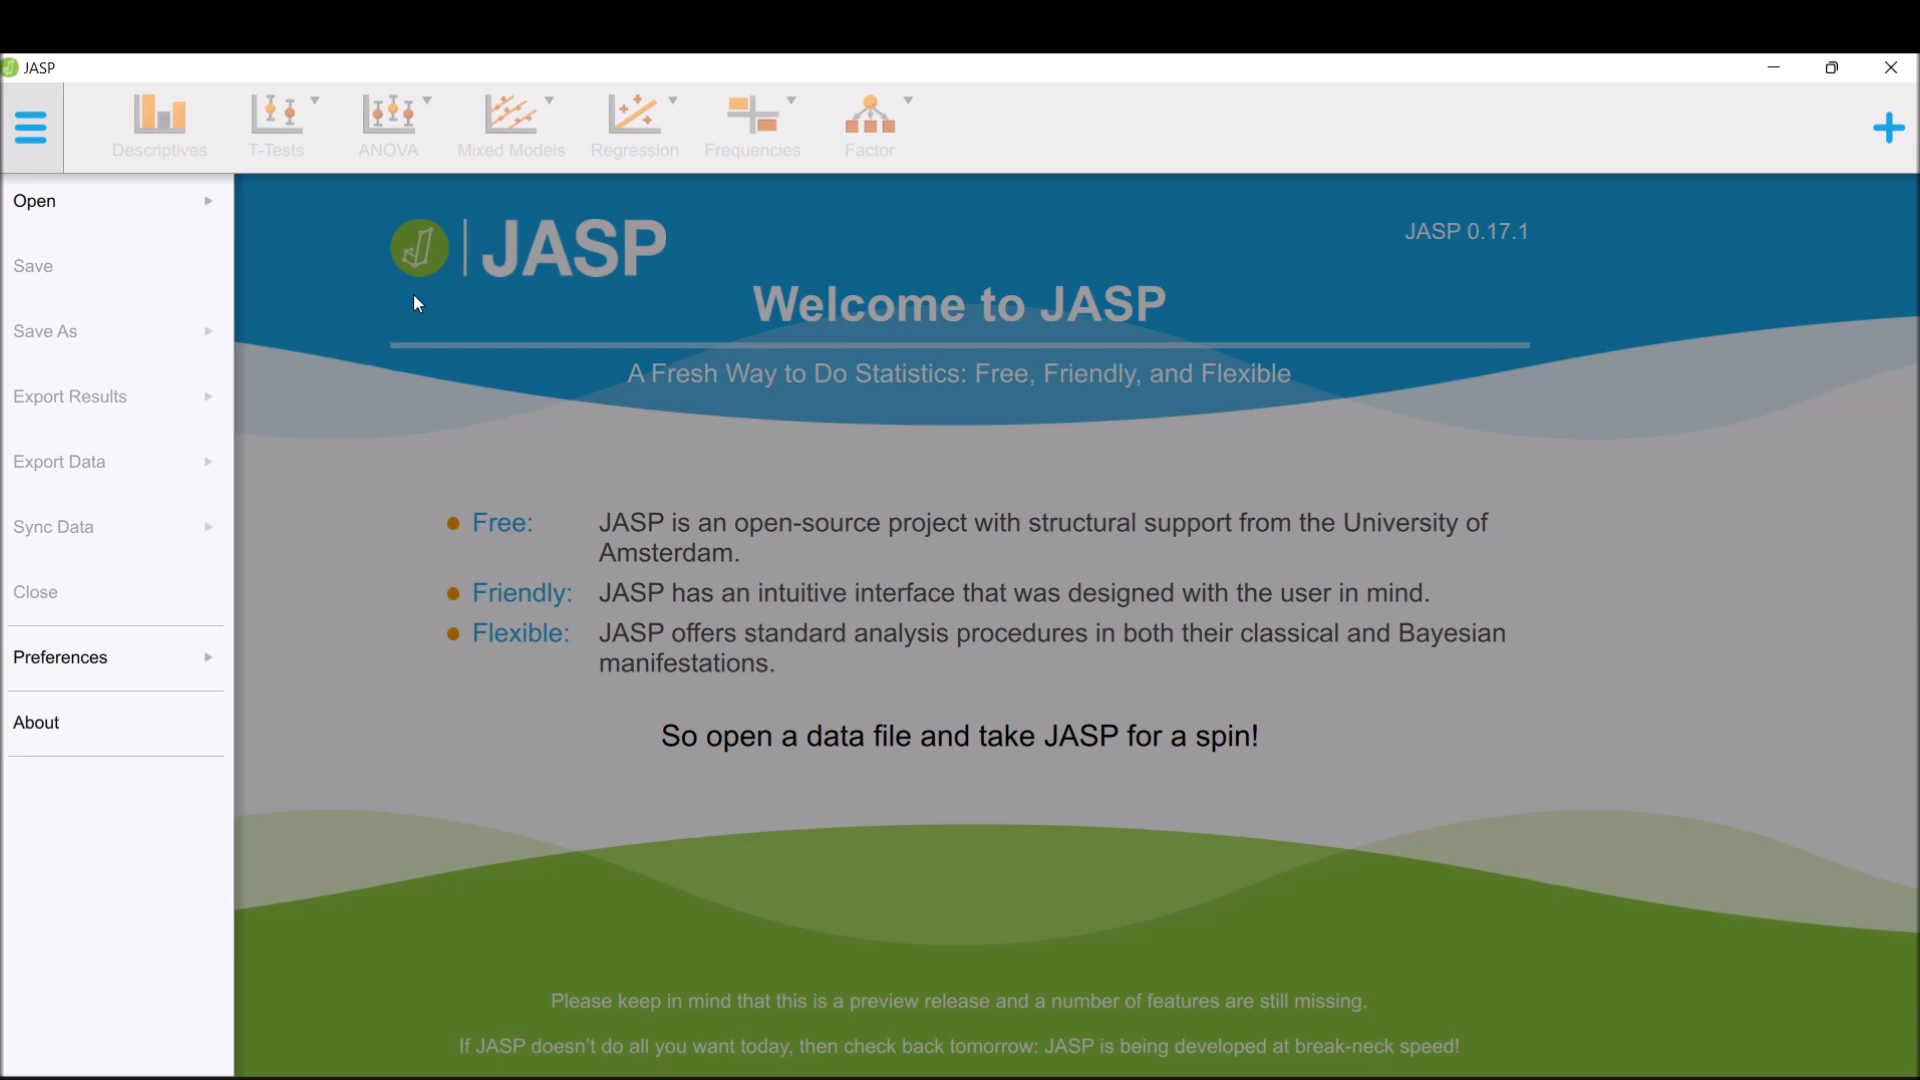 JASP
Descriptives
T-Tests
ANOVA
Mixed Models
Regression
Frequencies
Factor
Open
Save
Save As
Export Results
Export Data
Sync Data
Close
Preferences
About
JASP
JASP 0.17.1
Welcome to JASP
A Fresh Way to Do Statistics: Free, Friendly, and Flexible
Free: JASP is an open-source project with structural support from the University of
Amsterdam.
Friendly: JASP has an intuitive interface that was designed with the user in mind.
Flexible: JASP offers standard analysis procedures in both their classical and Bayesian
manifestations.
So open a data file and take JASP for a spin!
Please keep in mind that this is a preview release and a number of features are still missing.
If JASP doesn't do all you want today, then check back tomorrow: JASP is being developed at break-neck speed!